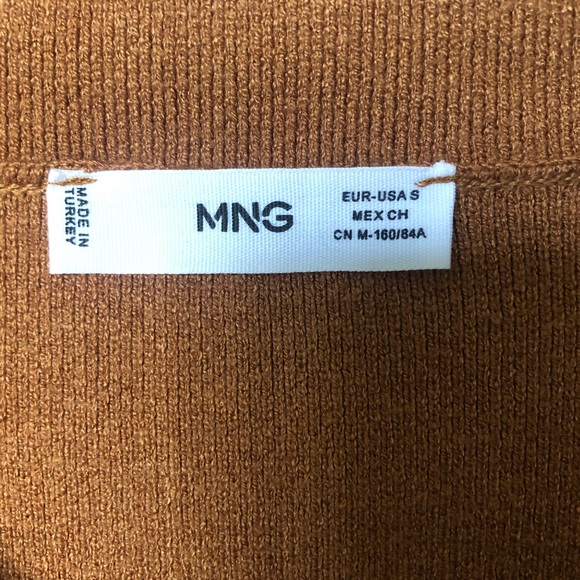 MADE IN
TURKEY
MNG
EUR-USA S
MEX CH
CN M-160/84A